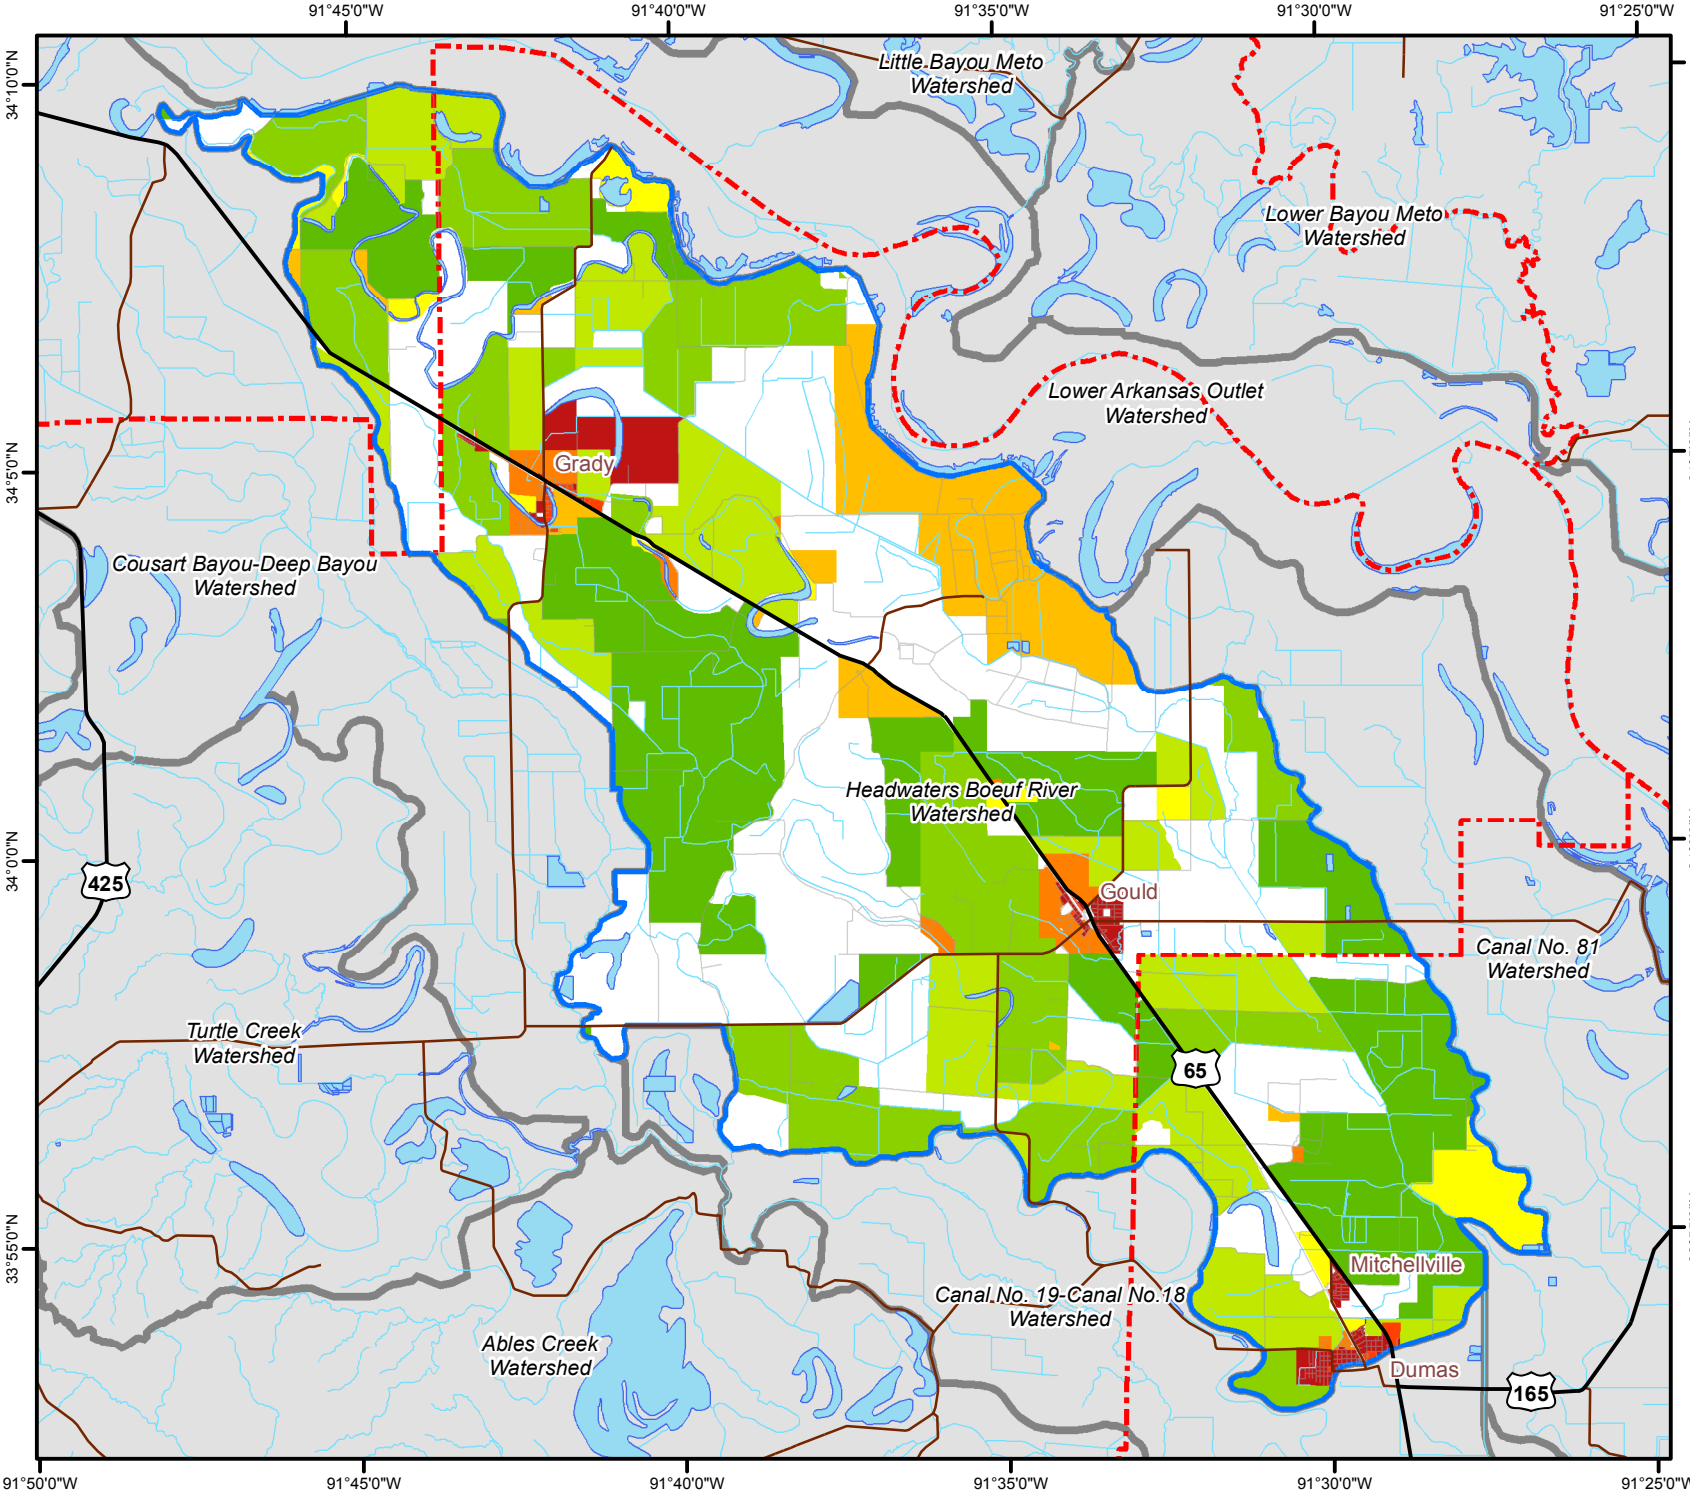 91°45'0"W
91°40'0"W
91°35'0"W
91°30'0"W
91°25'0"W
34°10'0"N
Little Bayou Meto
Watershed
Lower Bayou Meto
Watershed
Lower Arkansas Outlet
Watershed
34°5'0"N
Grady
Cousart Bayou-Deep Bayou
Watershed
Headwaters Boeuf River
Watershed
34°0'0"N
425
Gould
Canal No. 81
Watershed
Turtle Creek
Watershed
65
33°55'0"N
Mitchellville
Canal No. 19-Canal No.18
Watershed
Ables Creek
Watershed
Dumas
165
91°50'0"W
91°45'0"W
91°40'0"W
91°35'0"W
91°30'0"W
91°25'0"W